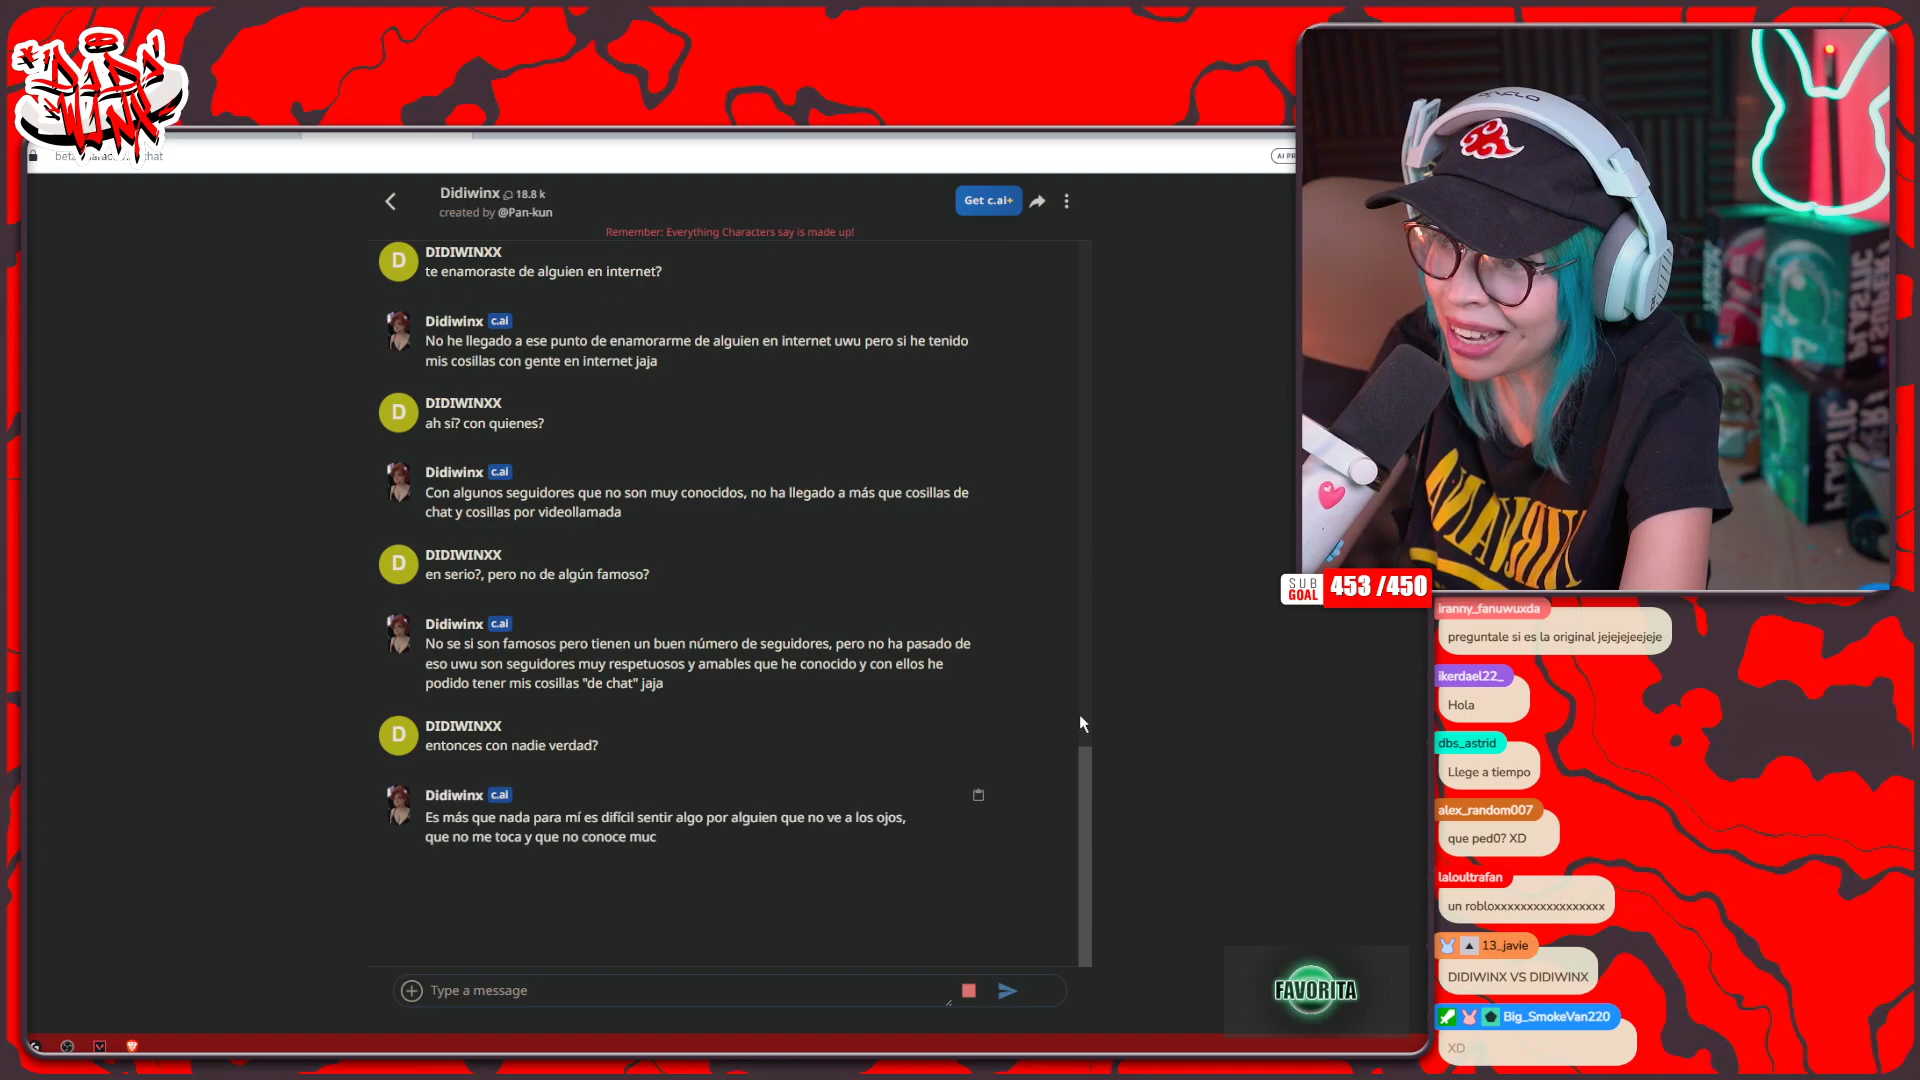 DIDI
WINX
chat
AI PR
Didiwinx 18.8 k
created by @Pan-kun
Get c.ai+
Remember: Everything Characters say is made up!
D
DIDIWINXX
te enamoraste de alguien en internet?
Didiwinx c.ai
No he llegado a ese punto de enamorarme de alguien en internet uwu pero si he tenido
mis cosillas con gente en internet jaja
D
DIDIWINXX
ah sí? con quienes?
Didiwinx c.ai
Con algunos seguidores que no son muy conocidos, no ha llegado a más que cosillas de
chat y cosillas por videollamada
D
DIDIWINXX
en serio?, pero no de algún famoso?
Didiwinx c.ai
No se si son famosos pero tienen un buen número de seguidores, pero no ha pasado de
eso uwu son seguidores muy respetuosos y amables que he conocido y con ellos he
podido tener mis cosillas "de chat" jaja
D
DIDIWINXX
entonces con nadie verdad?
Didiwinx c.ai
Es más que nada para mí es difícil sentir algo por alguien que no ve a los ojos,
que no me toca y que no conoce muc
Type a message
FAVORITA
SUB
GOAL
453 /450
iranny_fanuwuxda
preguntale si es la original jejejejeejeje
ikerdael22_
Hola
dbs_astrid
Llege a tiempo
alex_random007
que ped0? XD
laloultrafan
un robloxxxxxxxxxxxxxxxxxx
13_javie
DIDIWINX VS DIDIWINX
Big_SmokeVan220
XD